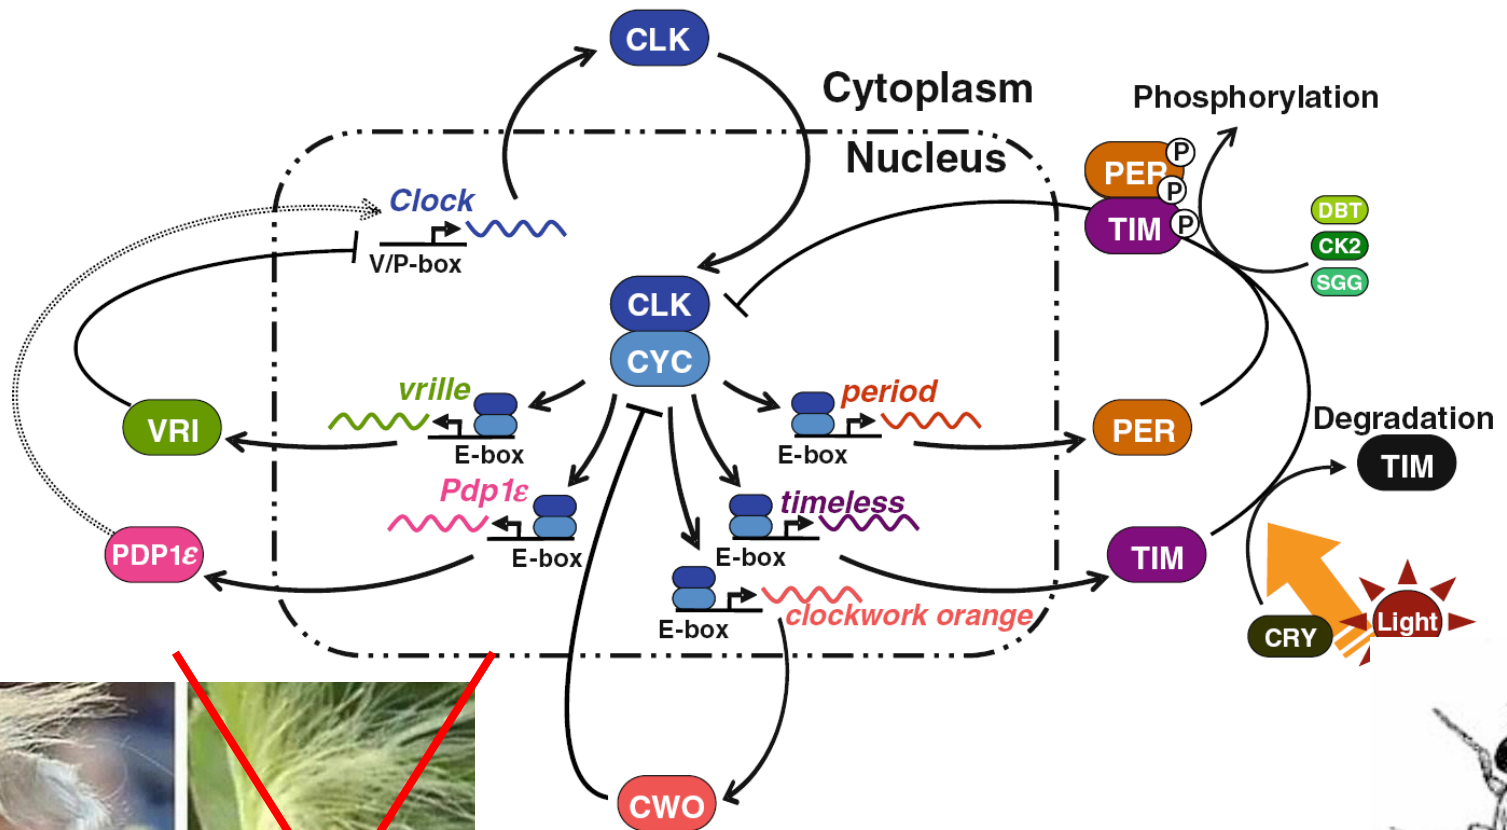 CLK
Cytoplasm
Phosphorylation
Nucleus
PER
P
P
TIM
P
Clock
V/P-box
DBT
CK2
SGG
CLK
CYC
vrille
E-box
period
E-box
VRI
PER
Degradation
TIM
Pdp1ε
E-box
timeless
E-box
PDP1ε
TIM
clockwork orange
E-box
CRY
Light
CWO